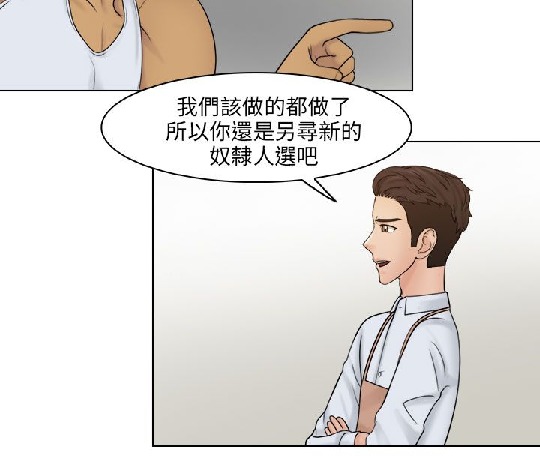 我們該做的都做了
所以你還是另尋新的
奴隸人選吧